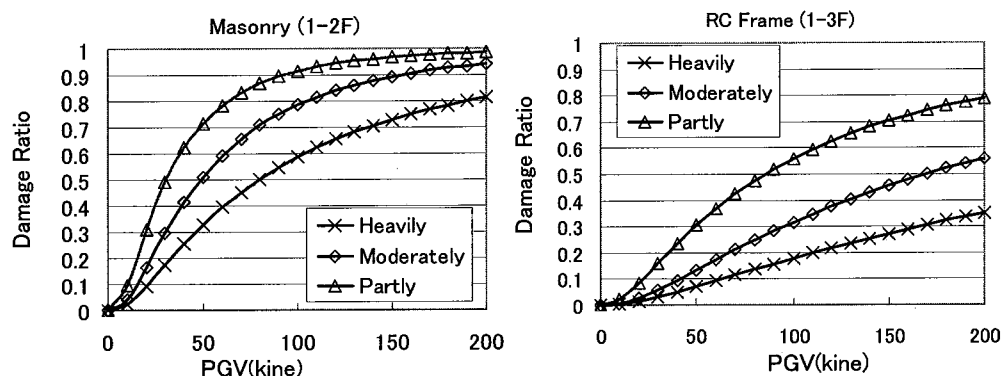 Masonry (1-2F)
Damage Ratio
1
0.9
0.8
0.7
0.6
0.5
0.4
0.3
0.2
0.1
0
0
50
100
150
200
PGV(kine)
Heavily
Moderately
Partly
RC Frame (1-3F)
Damage Ratio
1
0.9
0.8
0.7
0.6
0.5
0.4
0.3
0.2
0.1
0
0
50
100
150
200
PGV(kine)
Heavily
Moderately
Partly